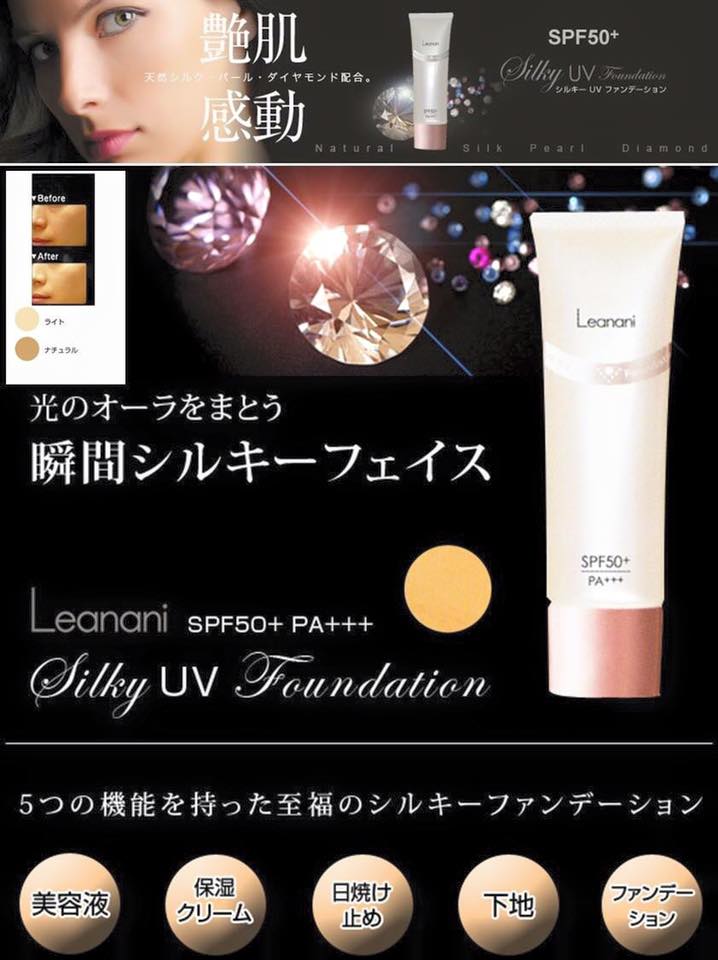 艶肌
天然シルク・パール・ダイヤモンド配合。
感動
Leanani
SPF50+
Silky UV Foundation
シルキー UV ファンデーション
Natural Silk Pearl Diamond
▼Before
▼After
ライト
ナチュラル
Leanani
SPF50+
PA+++
光のオーラをまとう
瞬間シルキーフェイス
Leanani SPF50+ PA+++
Silky UV Foundation
5つの機能を持った至福のシルキーファンデーション
美容液
保湿
クリーム
日焼け
止め
下地
ファンデー
ション